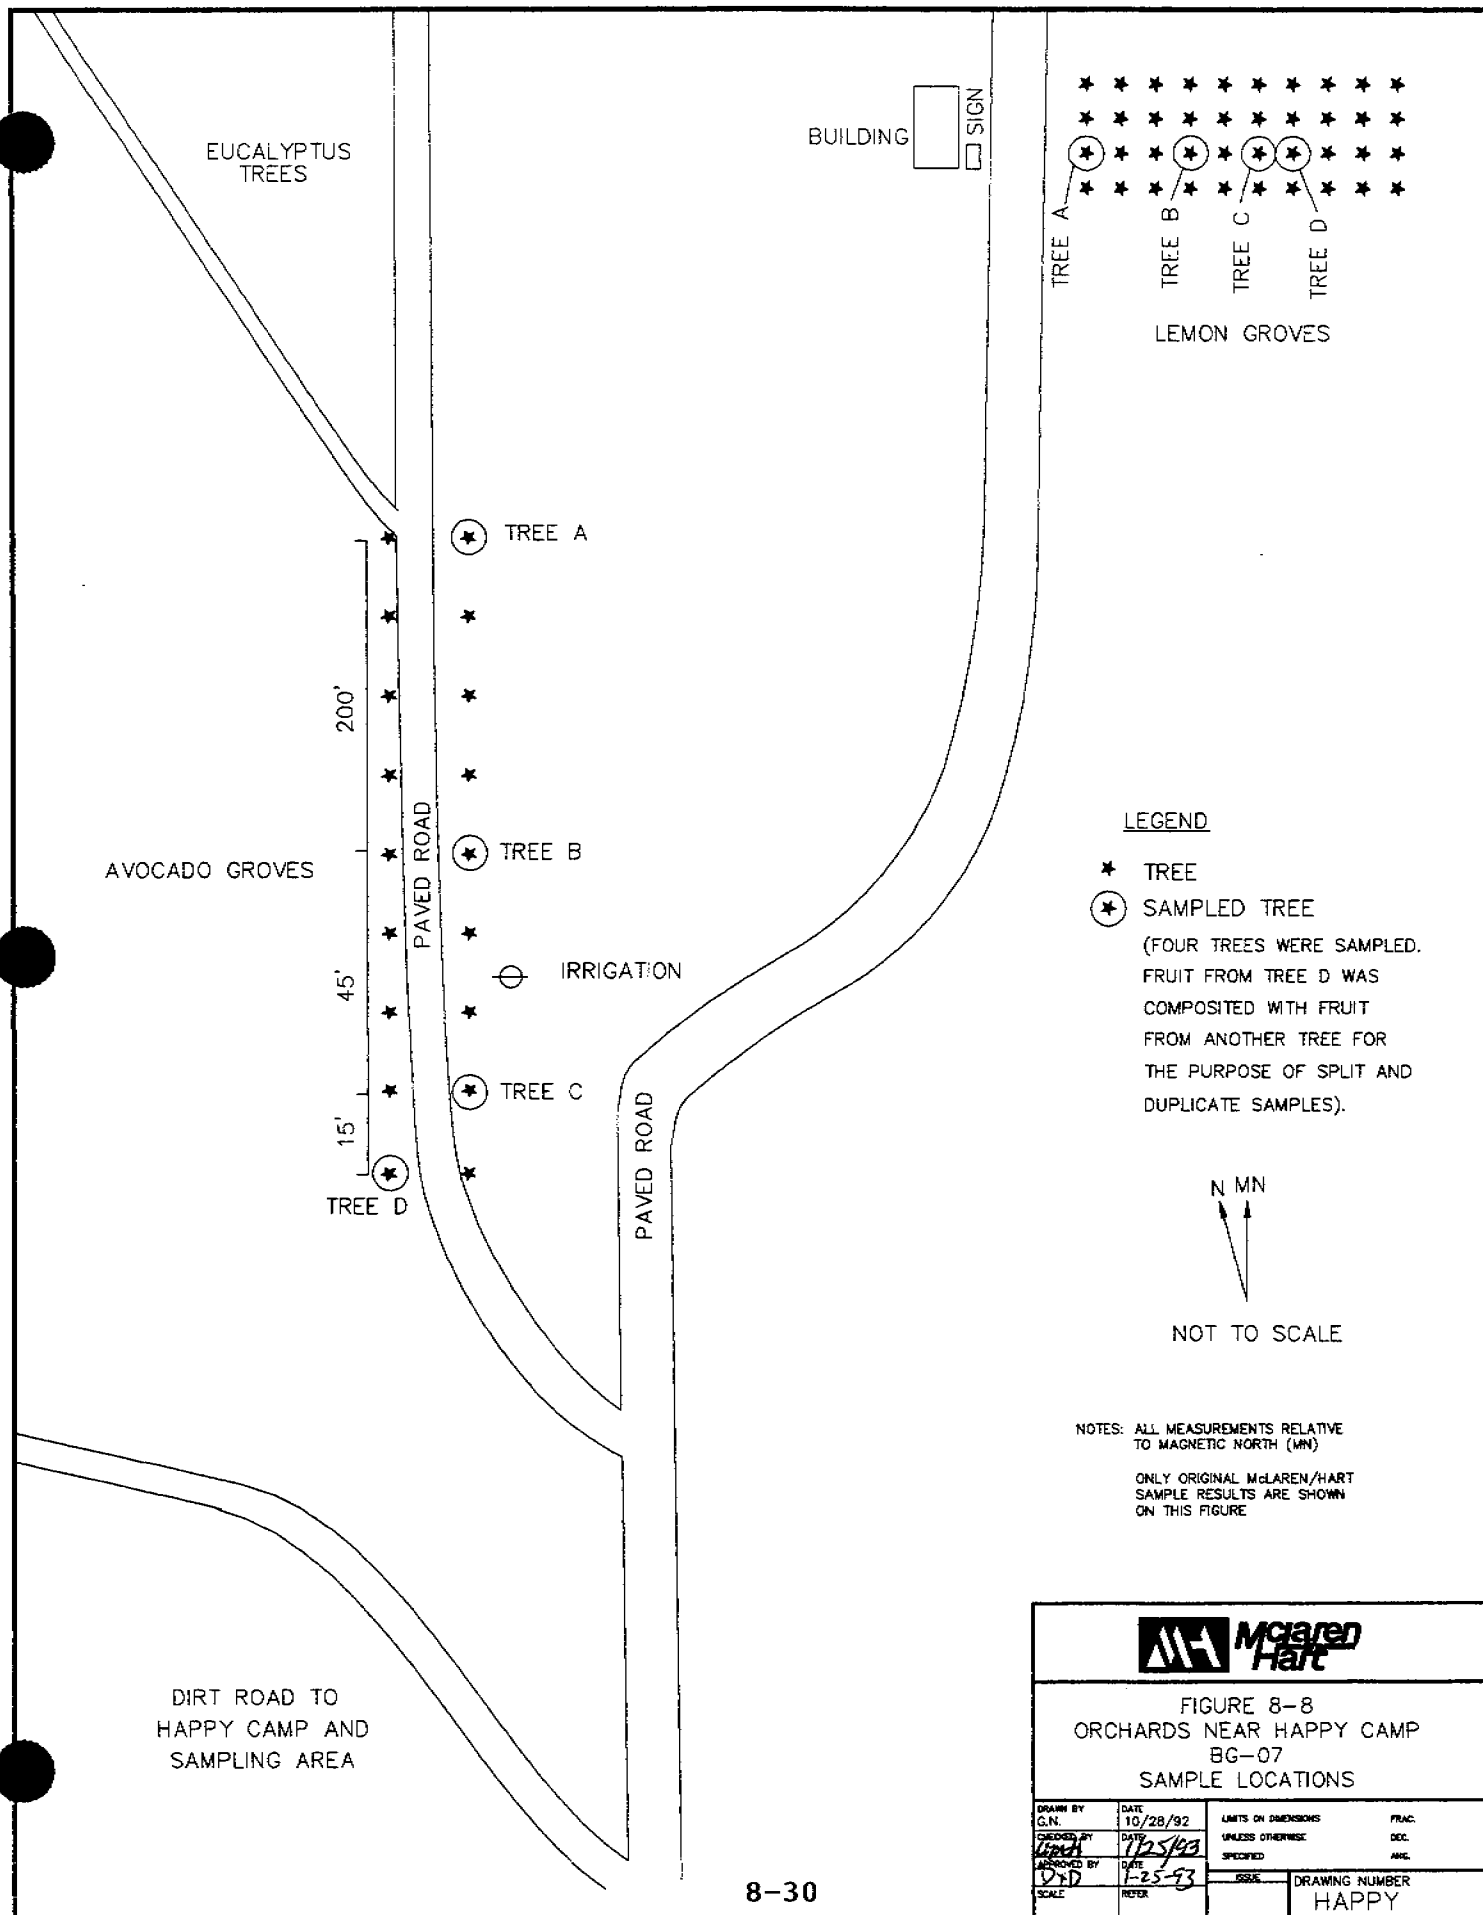 EUCALYPTUS
TREES
BUILDING
SIGN
TREE A
TREE B
TREE C
TREE D
LEMON GROVES
TREE A
200'
PAVED ROAD
TREE B
AVOCADO GROVES
45'
IRRIGATION
TREE C
15'
TREE D
PAVED ROAD
LEGEND
TREE
SAMPLED TREE
(FOUR TREES WERE SAMPLED.
FRUIT FROM TREE D WAS
COMPOSITED WITH FRUIT
FROM ANOTHER TREE FOR
THE PURPOSE OF SPLIT AND
DUPLICATE SAMPLES).
N MN
NOT TO SCALE
NOTES: ALL MEASUREMENTS RELATIVE
TO MAGNETIC NORTH (MN)
ONLY ORIGINAL McLAREN/HART
SAMPLE RESULTS ARE SHOWN
ON THIS FIGURE
DIRT ROAD TO
HAPPY CAMP AND
SAMPLING AREA
Mclaren
Hart
FIGURE 8-8
ORCHARDS NEAR HAPPY CAMP
BG-07
SAMPLE LOCATIONS
DRAWN BY
G.N.
DATE
10/28/92
CHECKED BY
DATE
1/25/93
APPROVED BY
DATE
1-25-93
SCALE
REFER
LIMITS ON DIMENSIONS
UNLESS OTHERWISE
SPECIFIED
FRAC.
DEC.
ANG.
ISSUE
DRAWING NUMBER
HAPPY
8-30